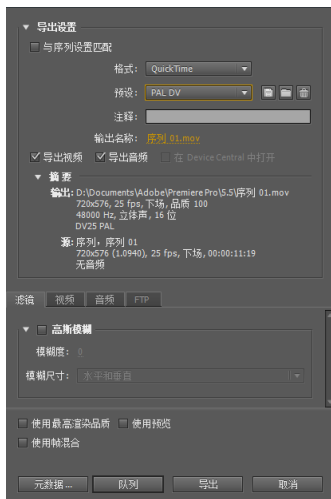 导出设置
与序列设置匹配
格式: QuickTime
预设: PAL DV
注释:
输出名称: 序列 01.mov
导出视频 导出音频 在 Device Central 中打开
摘要
输出: D:\Documents\Adobe\PremierePro\5.5\序列 01.mov
720x576, 25 fps, 下场, 品质 100
48000 Hz, 立体声, 16 位
DV25 PAL
源: 序列, 序列 01
720x576 (1.0940), 25 fps, 下场, 00:00:11:19
无音频
滤镜 视频 音频 FTP
高斯模糊
模糊度: 0
模糊尺寸: 水平和垂直
使用最高渲染品质 使用预览
使用帧混合
元数据... 队列 导出 取消